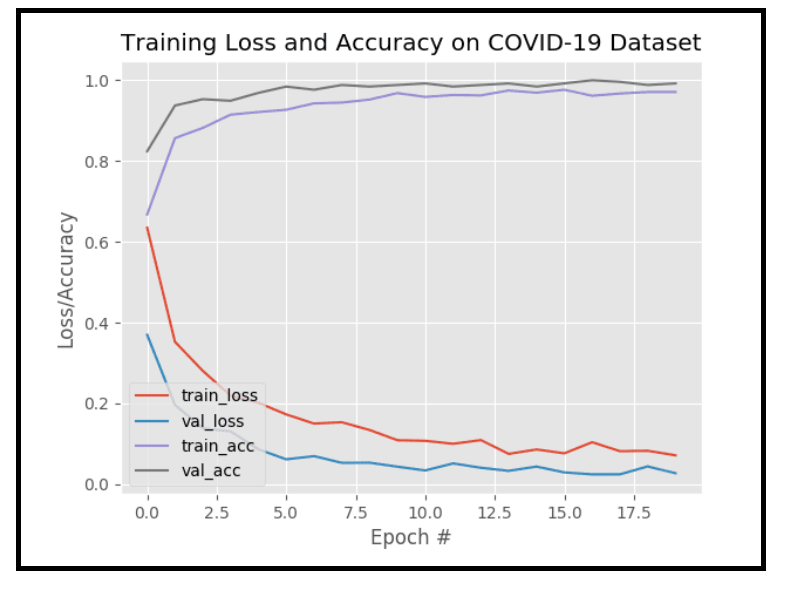 Training Loss and Accuracy on COVID-19 Dataset
1.0
0.8
0.6
0.4
0.2
0.0
Loss/Accuracy
train_loss
val_loss
train_acc
val_acc
0.0 2.5 5.0 7.5 10.0 12.5 15.0 17.5
Epoch #